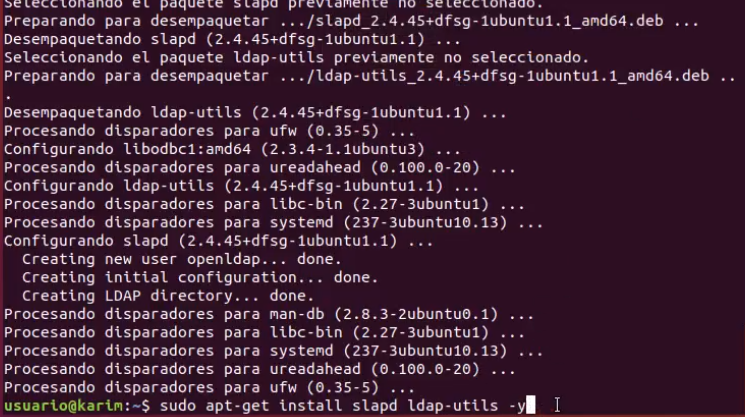 Seleccionando el paquete slapd previamente no seleccionado.
Preparando para desempaquetar .../slapd_2.4.45+dfsg-1ubuntu1.1_amd64.deb ...
Desempaquetando slapd (2.4.45+dfsg-1ubuntu1.1) ...
Seleccionando el paquete ldap-utils previamente no seleccionado.
Preparando para desempaquetar .../ldap-utils_2.4.45+dfsg-1ubuntu1.1_amd64.deb ..
.
Desempaquetando ldap-utils (2.4.45+dfsg-1ubuntu1.1) ...
Procesando disparadores para ufw (0.35-5) ...
Configurando libodbc1:amd64 (2.3.4-1.1ubuntu3) ...
Procesando disparadores para ureadahead (0.100.0-20) ...
Configurando ldap-utils (2.4.45+dfsg-1ubuntu1.1) ...
Procesando disparadores para libc-bin (2.27-3ubuntu1) ...
Procesando disparadores para systemd (237-3ubuntu10.13) ...
Configurando slapd (2.4.45+dfsg-1ubuntu1.1) ...
  Creating new user openldap... done.
  Creating initial configuration... done.
  Creating LDAP directory... done.
Procesando disparadores para man-db (2.8.3-2ubuntu0.1) ...
Procesando disparadores para libc-bin (2.27-3ubuntu1) ...
Procesando disparadores para systemd (237-3ubuntu10.13) ...
Procesando disparadores para ureadahead (0.100.0-20) ...
Procesando disparadores para ufw (0.35-5) ...
usuario@karim:~$ sudo apt-get install slapd ldap-utils -y